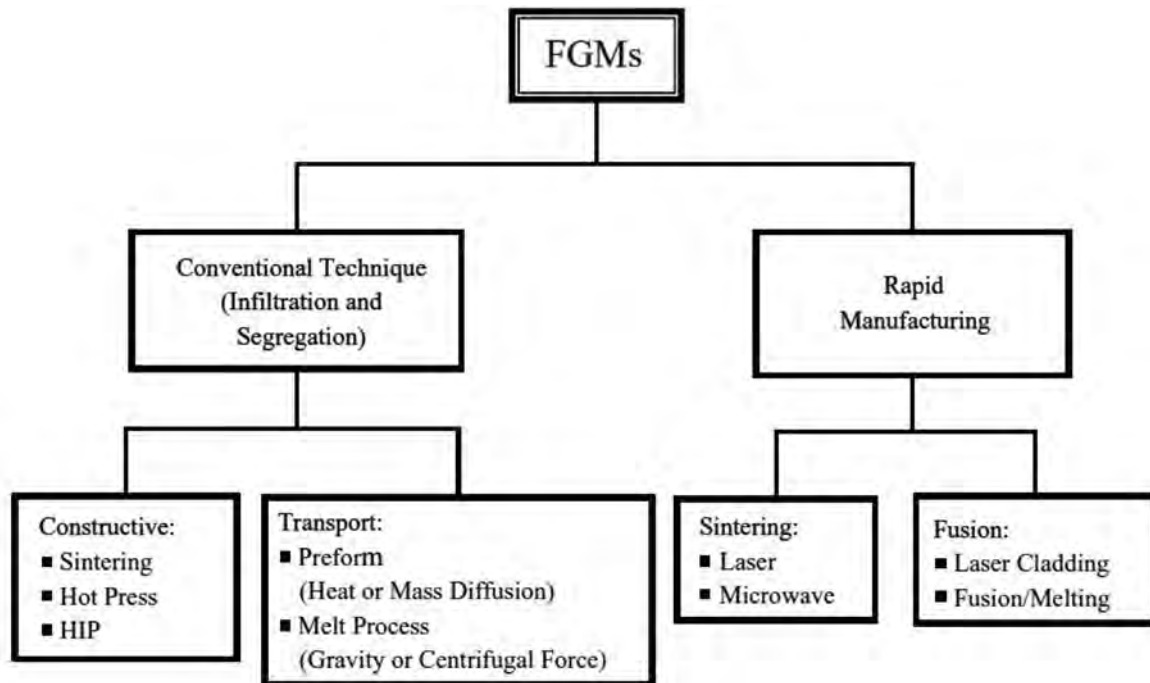 FGMs
Conventional Technique
(Infiltration and
Segregation)
Rapid
Manufacturing
Constructive:
▪ Sintering
▪ Hot Press
▪ HIP
Transport:
▪ Preform
(Heat or Mass Diffusion)
▪ Melt Process
(Gravity or Centrifugal Force)
Sintering:
▪ Laser
▪ Microwave
Fusion:
▪ Laser Cladding
▪ Fusion/Melting